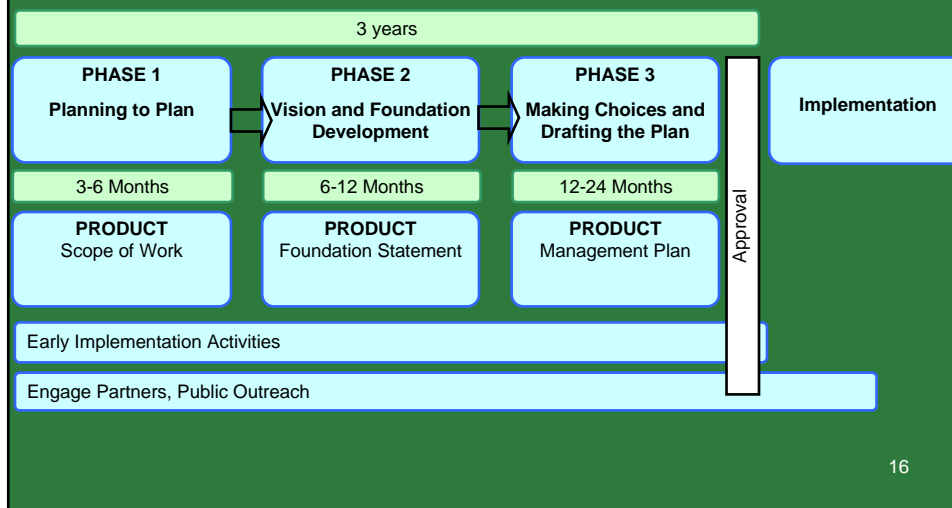 3 years
PHASE 1
Planning to Plan
PHASE 2
Vision and Foundation
Development
PHASE 3
Making Choices and
Drafting the Plan
Implementation
3-6 Months
6-12 Months
12-24 Months
PRODUCT
Scope of Work
PRODUCT
Foundation Statement
PRODUCT
Management Plan
Approval
Early Implementation Activities
Engage Partners, Public Outreach
16